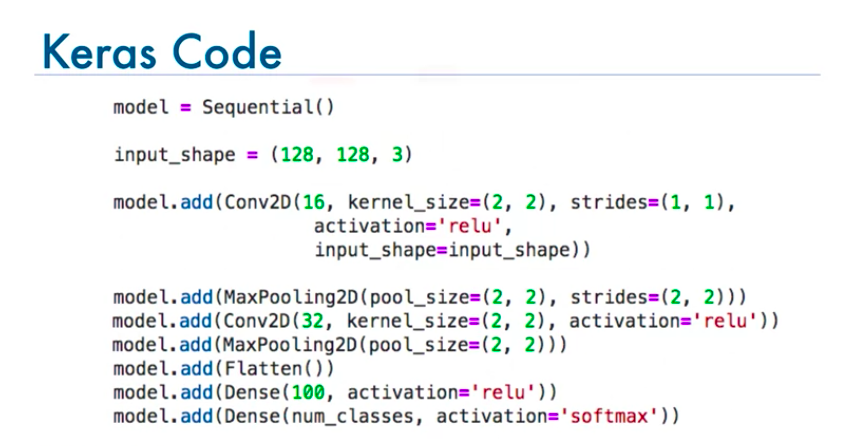 Keras Code
model = Sequential()
input_shape = (128, 128, 3)
model.add(Conv2D(16, kernel_size=(2, 2), strides=(1, 1),
activation='relu',
input_shape=input_shape))
model.add(MaxPooling2D(pool_size=(2, 2), strides=(2, 2)))
model.add(Conv2D(32, kernel_size=(2, 2), activation='relu'))
model.add(MaxPooling2D(pool_size=(2, 2)))
model.add(Flatten())
model.add(Dense(100, activation='relu'))
model.add(Dense(num_classes, activation='softmax'))